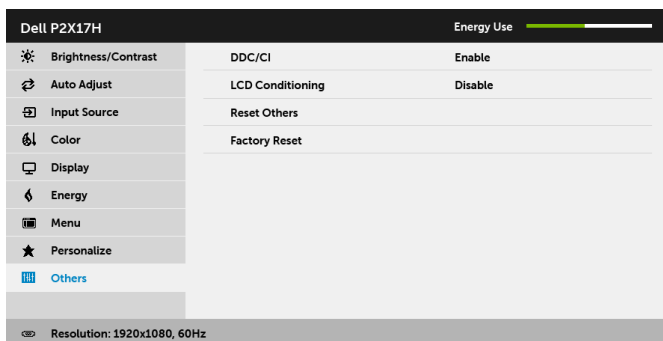 Dell P2X17H Energy Use
Brightness/Contrast DDC/CI Enable
Auto Adjust LCD Conditioning Disable
Input Source Reset Others
Color Factory Reset
Display
Energy
Menu
Personalize
Others
Resolution: 1920x1080, 60Hz